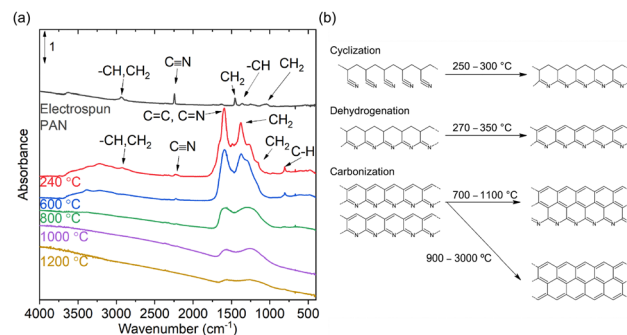 (a)
1
-CH,CH2
C≡N
CH2
-CH
CH2
Electrospun
PAN
C=C, C=N
CH2
-CH,CH2
C≡N
CH2
C-H
240 °C
600 °C
800 °C
1000 °C
1200 °C
Absorbance
4000 3500 3000 2500 2000 1500 1000 500
Wavenumber (cm-1)
(b)
Cyclization
250 – 300 °C
Dehydrogenation
270 – 350 °C
Carbonization
700 – 1100 °C
900 – 3000 ºC